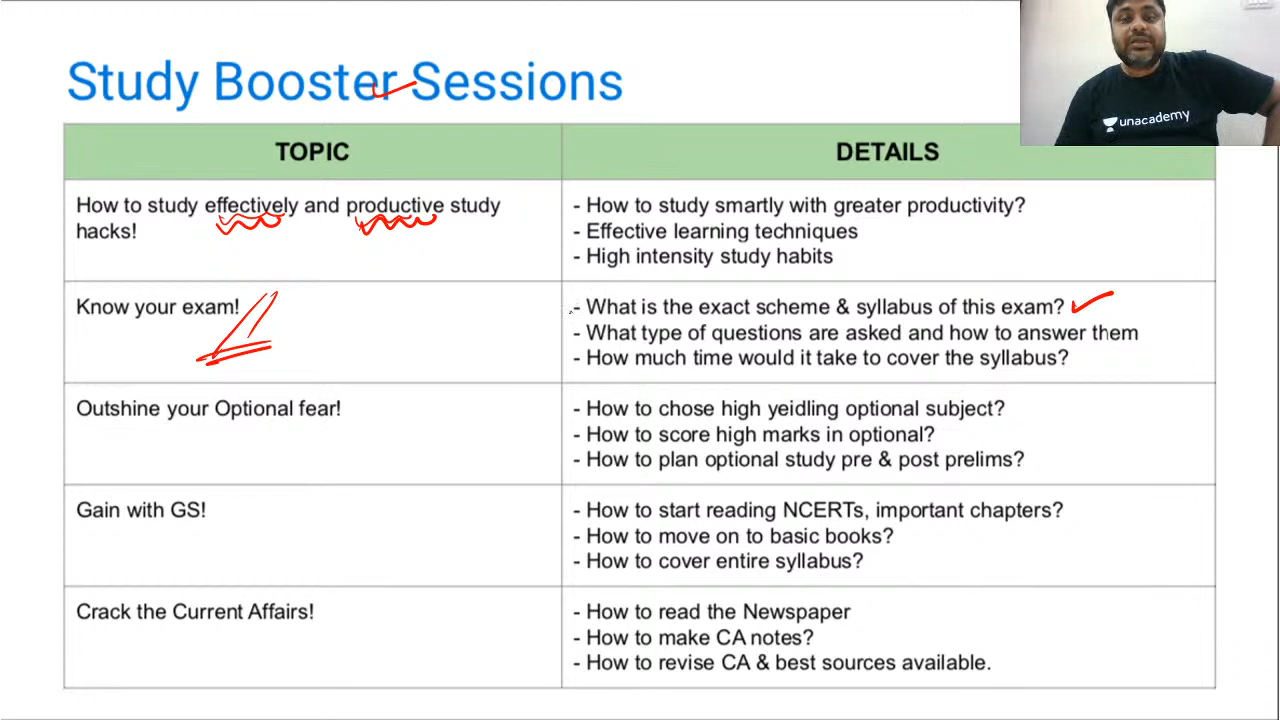 Study Booster Sessions
unacademy
TOPIC
DETAILS
How to study effectively and productive study
hacks!
- How to study smartly with greater productivity?
- Effective learning techniques
- High intensity study habits
Know your exam!
- What is the exact scheme & syllabus of this exam?
- What type of questions are asked and how to answer them
- How much time would it take to cover the syllabus?
Outshine your Optional fear!
- How to chose high yeidling optional subject?
- How to score high marks in optional?
- How to plan optional study pre & post prelims?
Gain with GS!
- How to start reading NCERTs, important chapters?
- How to move on to basic books?
- How to cover entire syllabus?
Crack the Current Affairs!
- How to read the Newspaper
- How to make CA notes?
- How to revise CA & best sources available.